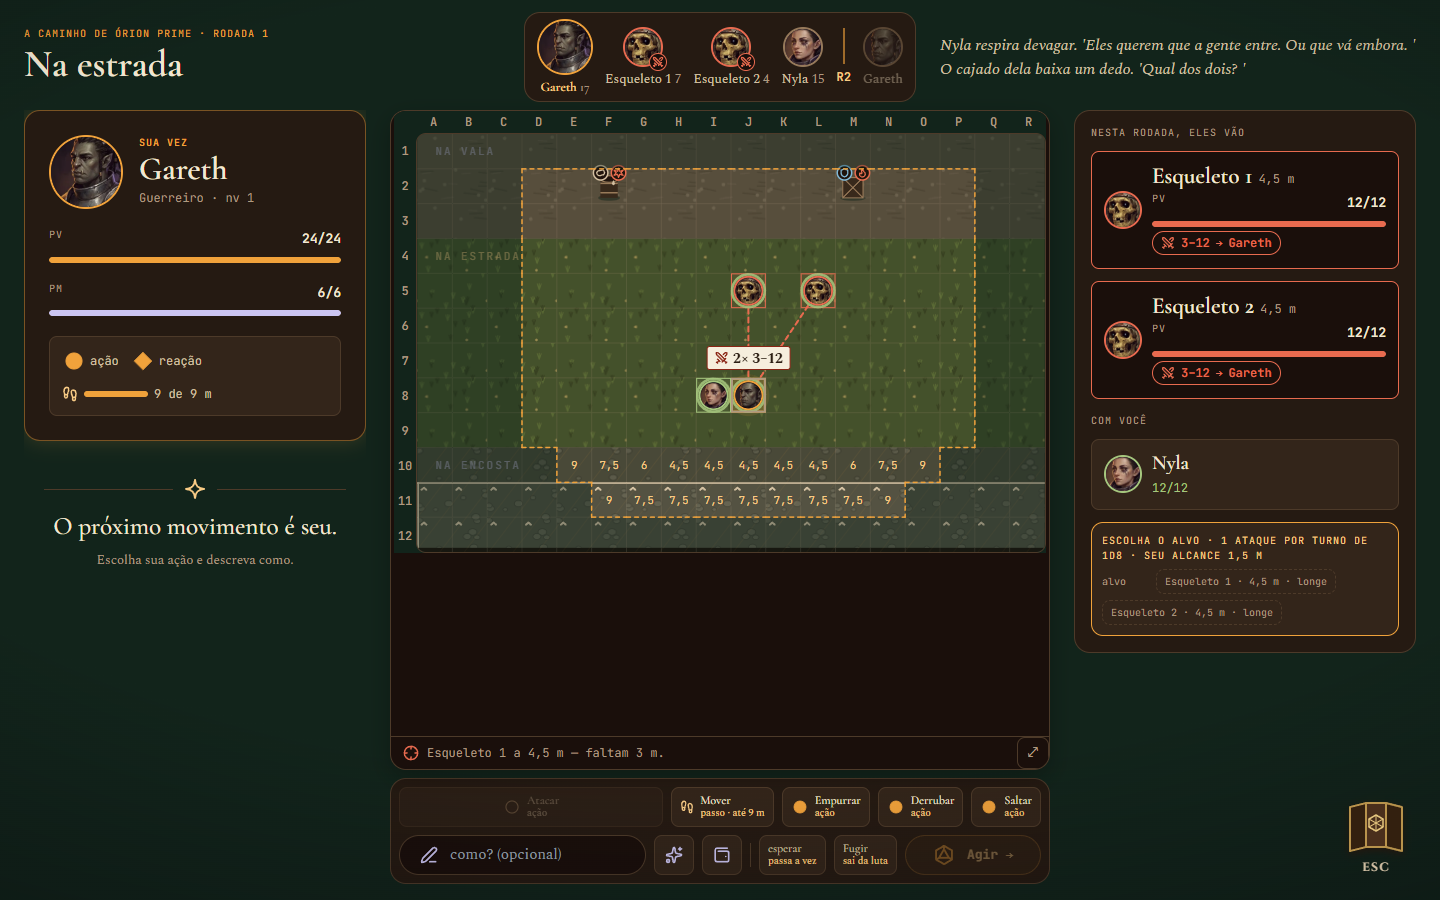 A CAMINHO DE ÓRION PRIME · RODADA 1
Na estrada
Gareth 17
Esqueleto 1 7
Esqueleto 2 4
Nyla 15
R2
Gareth
Nyla respira devagar. 'Eles querem que a gente entre. Ou que vá embora. '
O cajado dela baixa um dedo. 'Qual dos dois? '
SUA VEZ
Gareth
Guerreiro · nv 1
PV 24/24
PM 6/6
ação reação
9 de 9 m
O próximo movimento é seu.
Escolha sua ação e descreva como.
A B C D E F G H I J K L M N O P Q R
1 NA VALA
2
3
4 NA ESTRADA
5
6
7 2× 3–12
8
9
10 NA ENCOSTA 9 7,5 6 4,5 4,5 4,5 4,5 4,5 6 7,5 9
11 9 7,5 7,5 7,5 7,5 7,5 7,5 7,5 9
12
Esqueleto 1 a 4,5 m — faltam 3 m.
Atacar
ação
Mover
passo · até 9 m
Empurrar
ação
Derrubar
ação
Saltar
ação
como? (opcional)
esperar
passa a vez
Fugir
sai da luta
Agir →
NESTA RODADA, ELES VÃO
Esqueleto 1 4,5 m
PV 12/12
3–12 → Gareth
Esqueleto 2 4,5 m
PV 12/12
3–12 → Gareth
COM VOCÊ
Nyla
12/12
ESCOLHA O ALVO · 1 ATAQUE POR TURNO DE
1D8 · SEU ALCANCE 1,5 M
alvo Esqueleto 1 · 4,5 m · longe
Esqueleto 2 · 4,5 m · longe
ESC